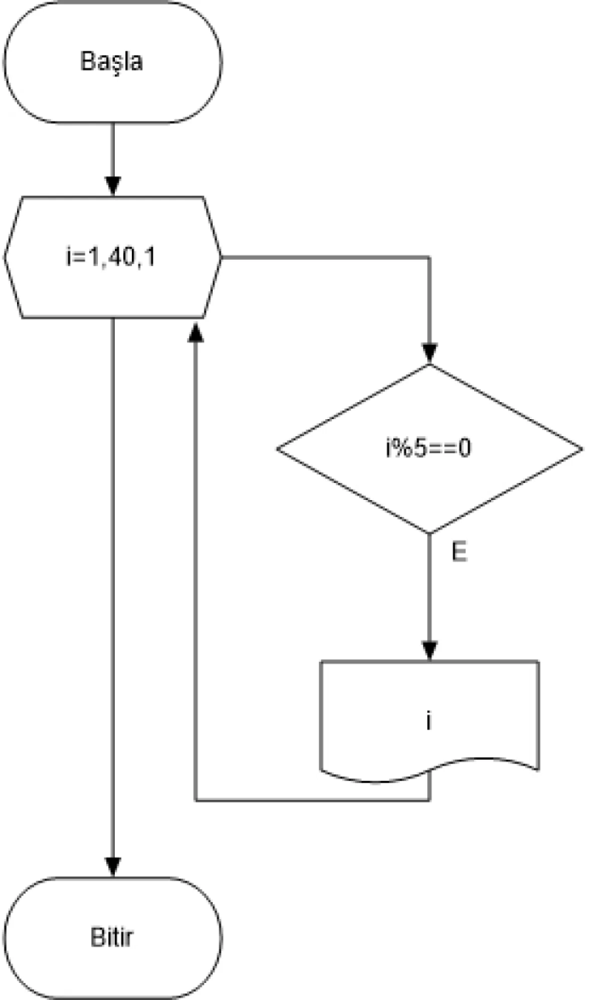 Başla
i=1,40,1
i%5==0
E
i
Bitir